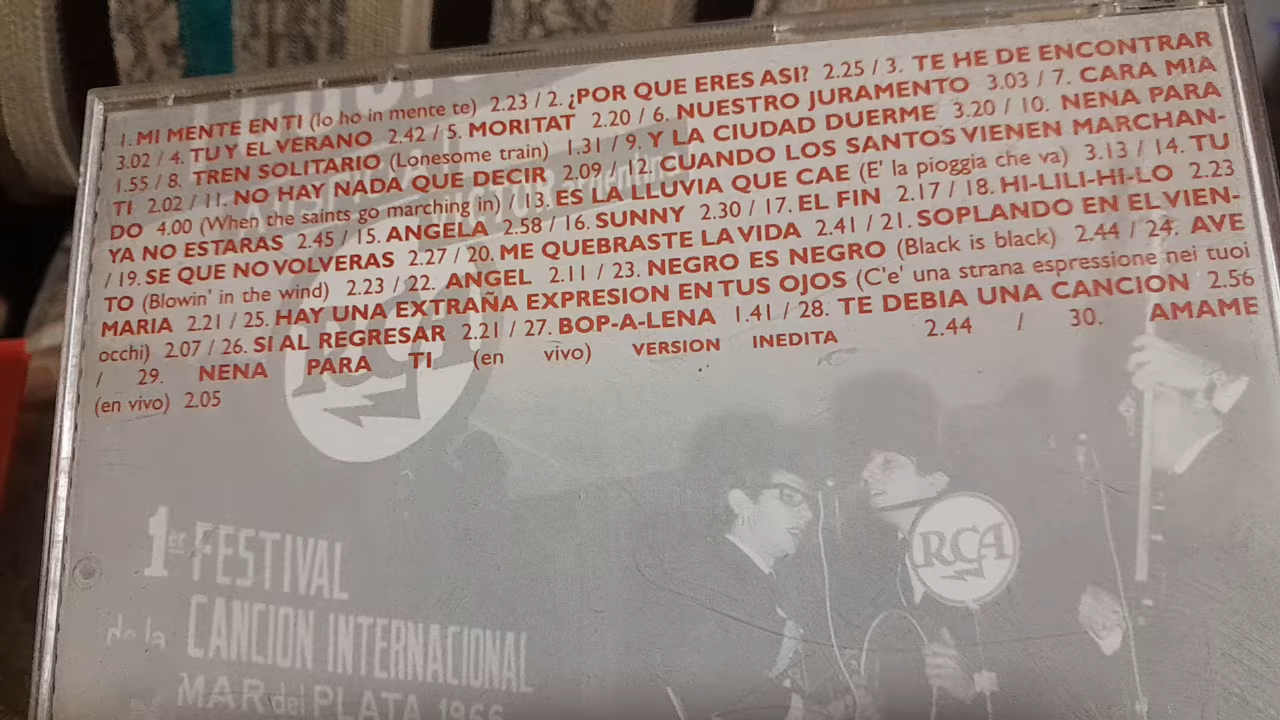 1. MI MENTE EN TI (Io ho in mente te) 2.23 / 2. ¿POR QUE ERES ASI? 2.25 / 3. TE HE DE ENCONTRAR
3.02 / 4. TU Y EL VERANO 2.42 / 5. MORITAT 2.20 / 6. NUESTRO JURAMENTO 3.03 / 7. CARA MIA
1.55 / 8. TREN SOLITARIO (Lonesome train) 1.31 / 9. Y LA CIUDAD DUERME 3.20 / 10. NENA PARA
TI 2.02 / 11. NO HAY NADA QUE DECIR 2.09 / 12. CUANDO LOS SANTOS VIENEN MARCHAN-
DO 4.00 (When the saints go marching in) / 13. ES LA LLUVIA QUE CAE (E' la pioggia che va) 3.13 / 14. TU
YA NO ESTARAS 2.45 / 15. ANGELA 2.58 / 16. SUNNY 2.30 / 17. EL FIN 2.17 / 18. HI-LILI-HI-LO 2.23
/ 19. SE QUE NO VOLVERAS 2.27 / 20. ME QUEBRASTE LA VIDA 2.41 / 21. SOPLANDO EN EL VIEN-
TO (Blowin' in the wind) 2.23 / 22. ANGEL 2.11 / 23. NEGRO ES NEGRO (Black is black) 2.44 / 24. AVE
MARIA 2.21 / 25. HAY UNA EXTRAÑA EXPRESION EN TUS OJOS (C'e' una strana espressione nei tuoi
occhi) 2.07 / 26. SI AL REGRESAR 2.21 / 27. BOP-A-LENA 1.41 / 28. TE DEBIA UNA CANCION 2.56
/ 29. NENA PARA TI (en vivo) VERSION INEDITA 2.44 / 30. AMAME
(en vivo) 2.05
RCA
1er FESTIVAL
de la CANCION INTERNACIONAL
MAR del PLATA 1966